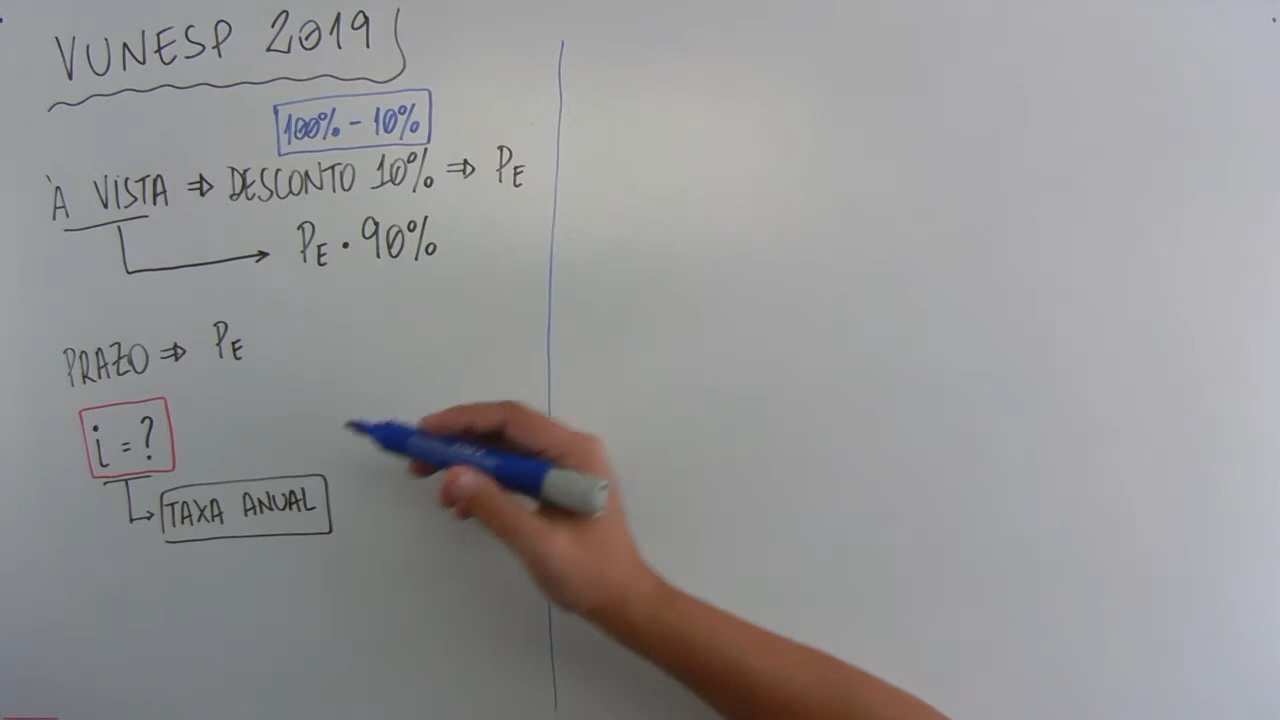 VUNESP 2019
100% - 10%
À VISTA ⇒ DESCONTO 10% ⇒ PE
PE · 90%
PRAZO ⇒ PE
i = ?
TAXA ANUAL